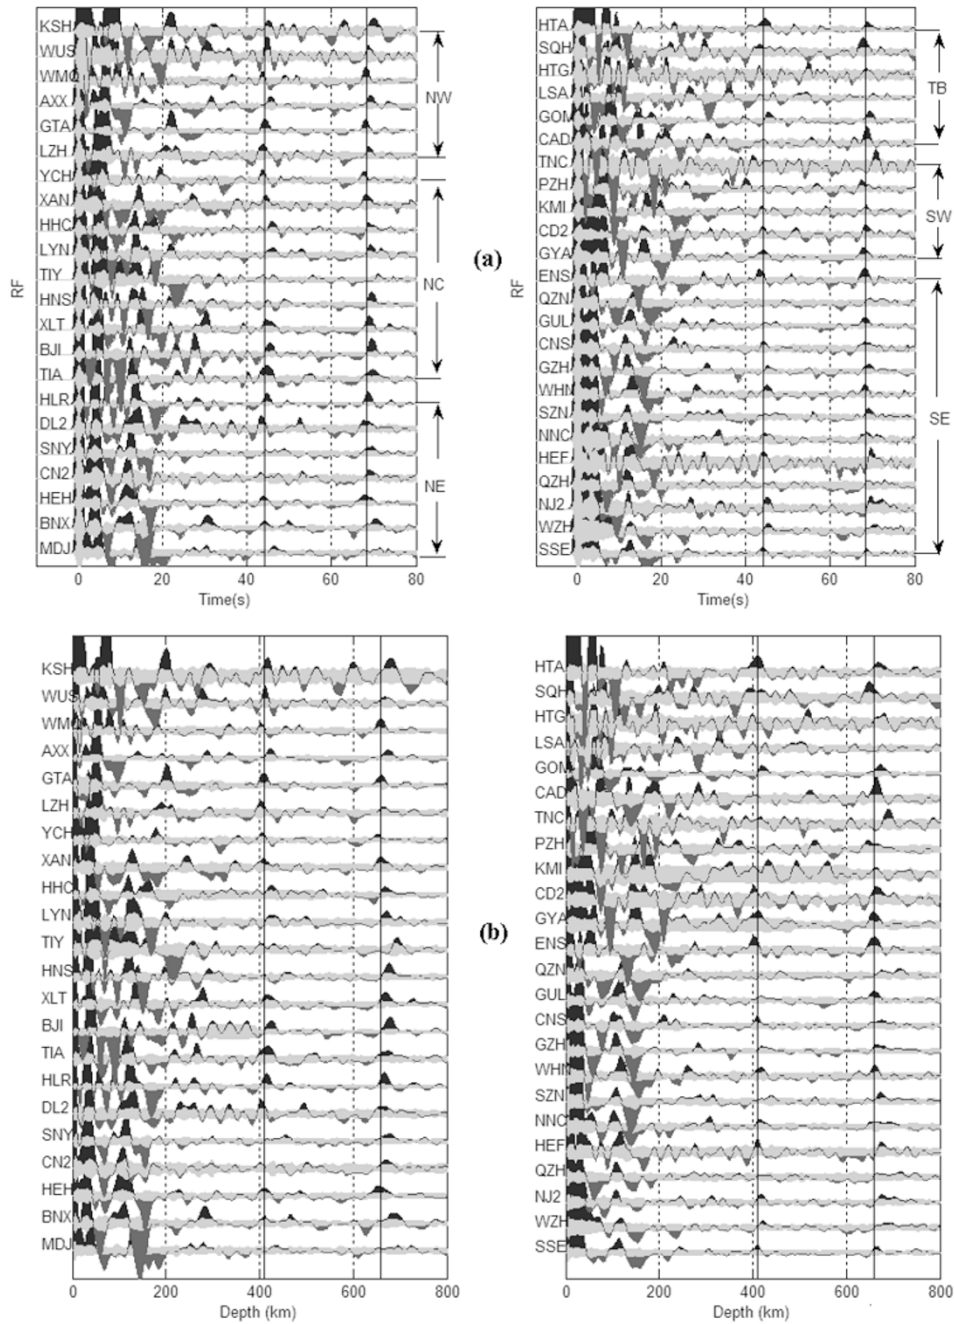 KSH
WUS
WMQ
AXX
GTA
LZH
YCH
XAN
HHC
LYN
TIY
HNS
XLT
BJI
TIA
HLR
DL2
SNY
CN2
HEH
BNX
MDJ
NW
NC
NE
RF
0 20 40 60 80
Time(s)
(a)
HTA
SQH
HTG
LSA
GOM
CAD
TNC
PZH
KMI
CD2
GYA
ENS
QZN
GUL
CNS
GZH
WHN
SZN
NNC
HEF
QZH
NJ2
WZH
SSE
TB
SW
SE
RF
0 20 40 60 80
Time(s)
KSH
WUS
WMQ
AXX
GTA
LZH
YCH
XAN
HHC
LYN
TIY
HNS
XLT
BJI
TIA
HLR
DL2
SNY
CN2
HEH
BNX
MDJ
0 200 400 600 800
Depth (km)
(b)
HTA
SQH
HTG
LSA
GOM
CAD
TNC
PZH
KMI
CD2
GYA
ENS
QZN
GUL
CNS
GZH
WHN
SZN
NNC
HEF
QZH
NJ2
WZH
SSE
0 200 400 600 800
Depth (km)